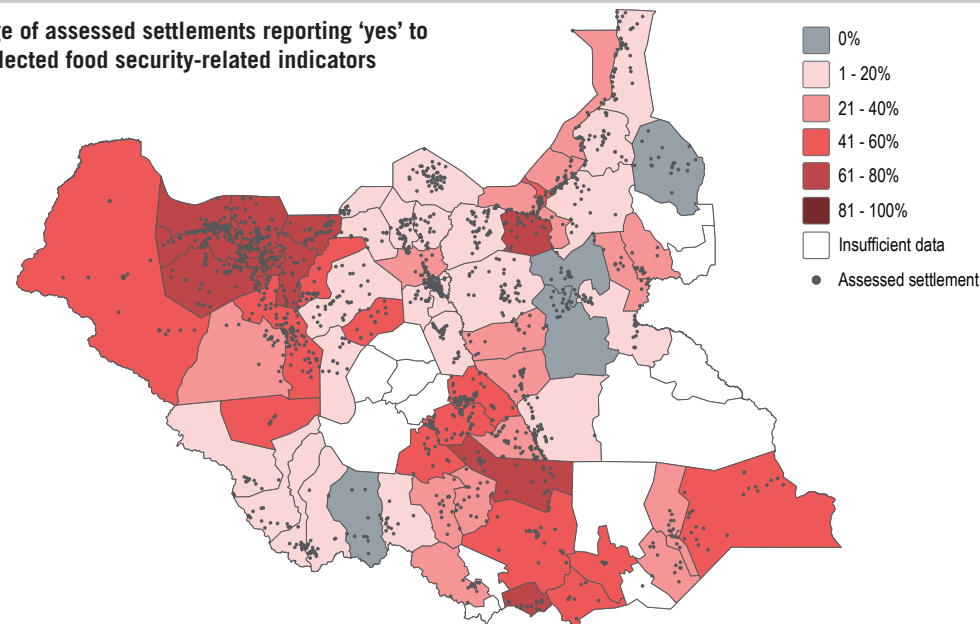 ge of assessed settlements reporting ‘yes’ to
lected food security-related indicators
0%
1 - 20%
21 - 40%
41 - 60%
61 - 80%
81 - 100%
Insufficient data
Assessed settlement